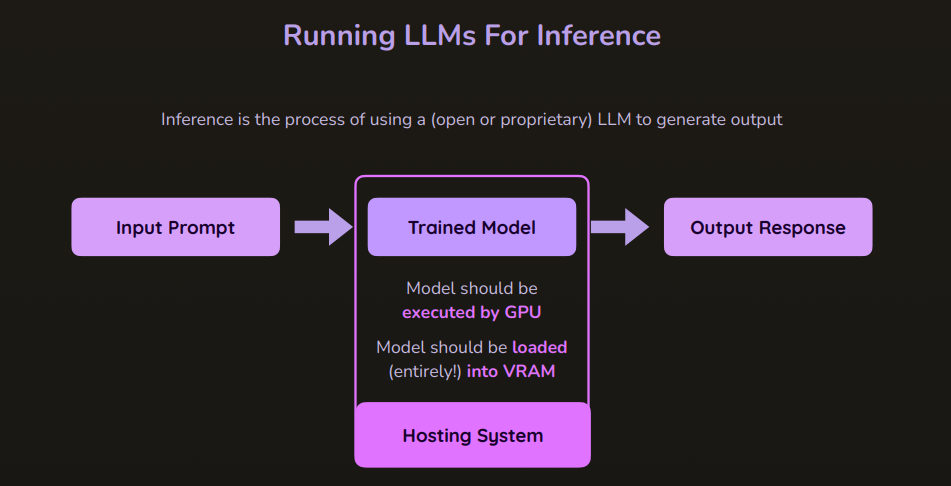 Running LLMs For Inference
Inference is the process of using a (open or proprietary) LLM to generate output
Input Prompt
Trained Model
Output Response
Model should be
executed by GPU
Model should be loaded
(entirely!) into VRAM
Hosting System